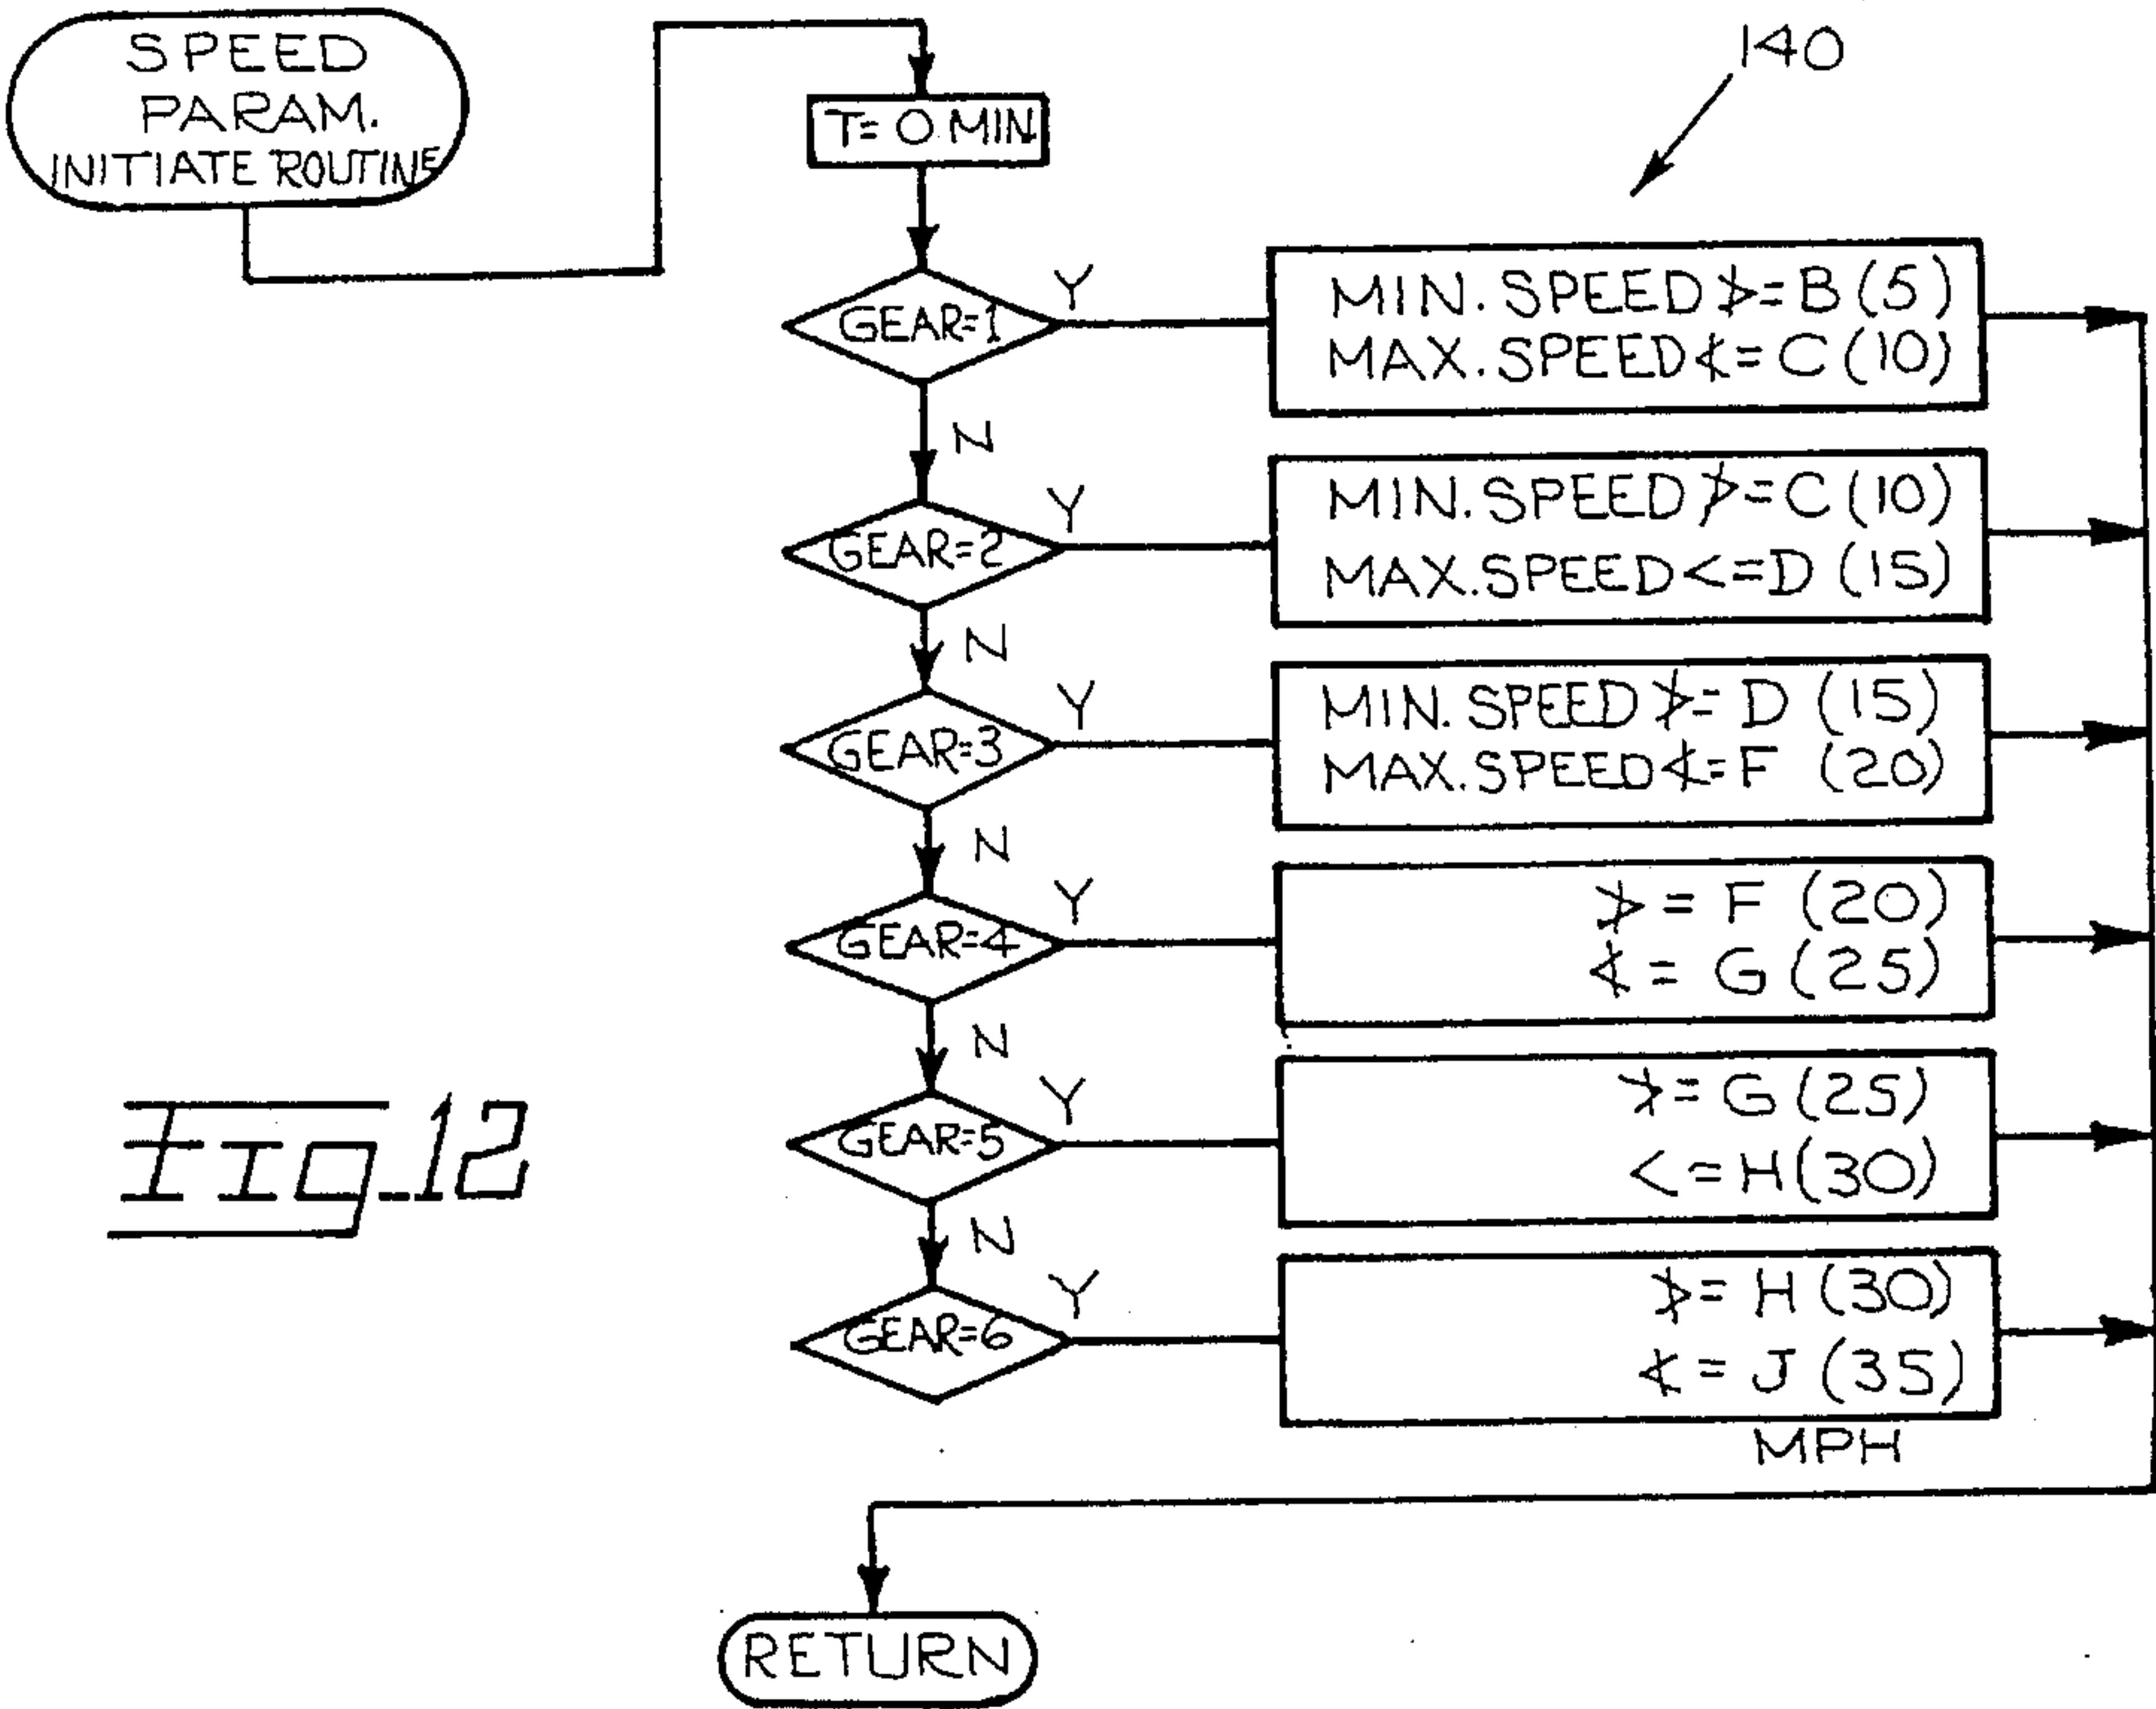 SPEED
PARAM.
INITIATE ROUTINE
T= 0 MIN
140
GEAR=1
Y
MIN. SPEED ≯= B (5)
MAX. SPEED ≮= C (10)
N
GEAR=2
Y
MIN. SPEED ≯= C (10)
MAX. SPEED <= D (15)
N
GEAR=3
Y
MIN. SPEED ≯= D (15)
MAX. SPEED ≮= F (20)
N
GEAR=4
Y
≯= F (20)
≮= G (25)
N
GEAR=5
Y
≯= G (25)
<= H (30)
N
GEAR=6
Y
≯= H (30)
≮= J (35)
MPH
RETURN
Fig. 12